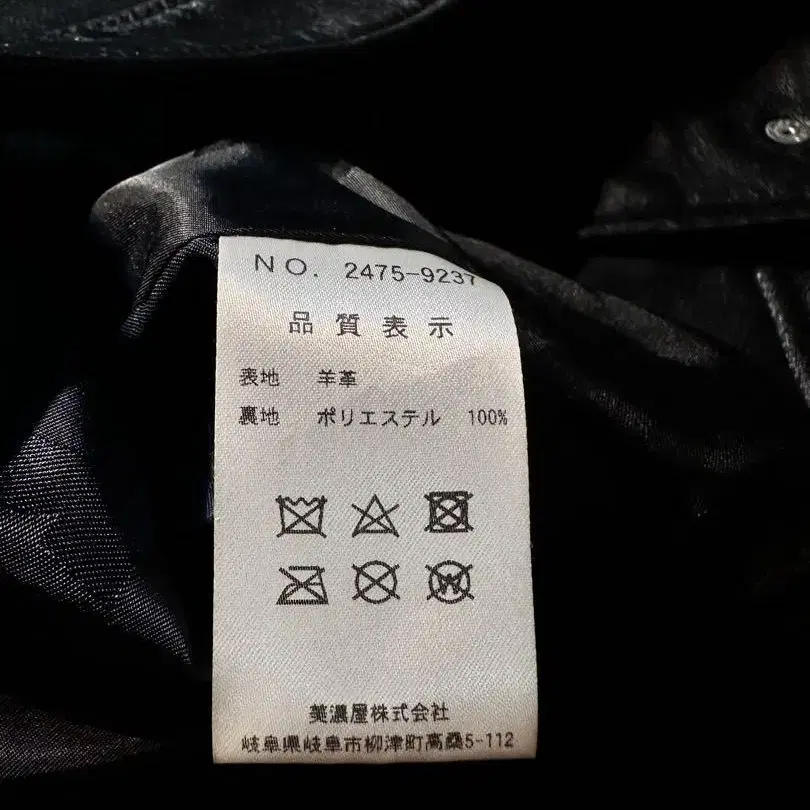 NO. 2475-9237
品質表示
表地 羊革
裏地 ポリエステル 100%
美濃屋株式会社
岐阜県岐阜市柳津町高桑5-112